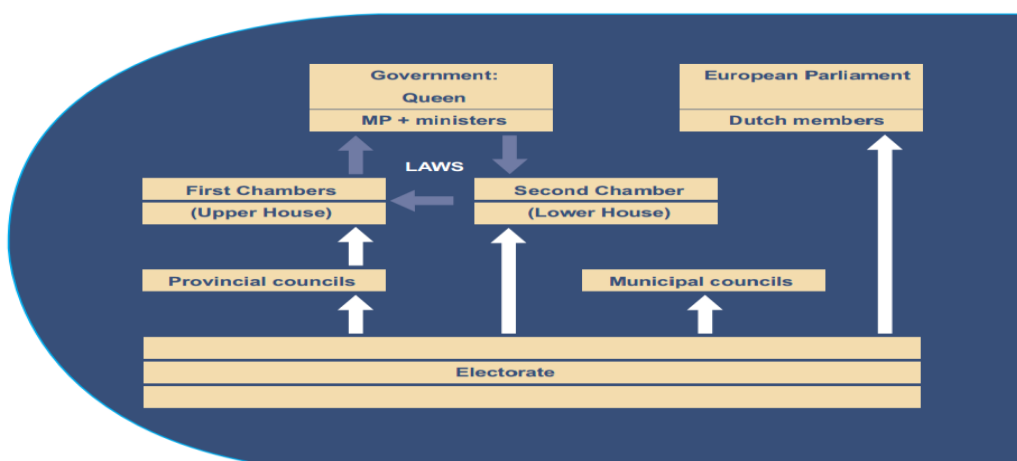 Government:
Queen
MP + ministers
European Parliament
Dutch members
LAWS
First Chambers
(Upper House)
Second Chamber
(Lower House)
Provincial councils
Municipal councils
Electorate